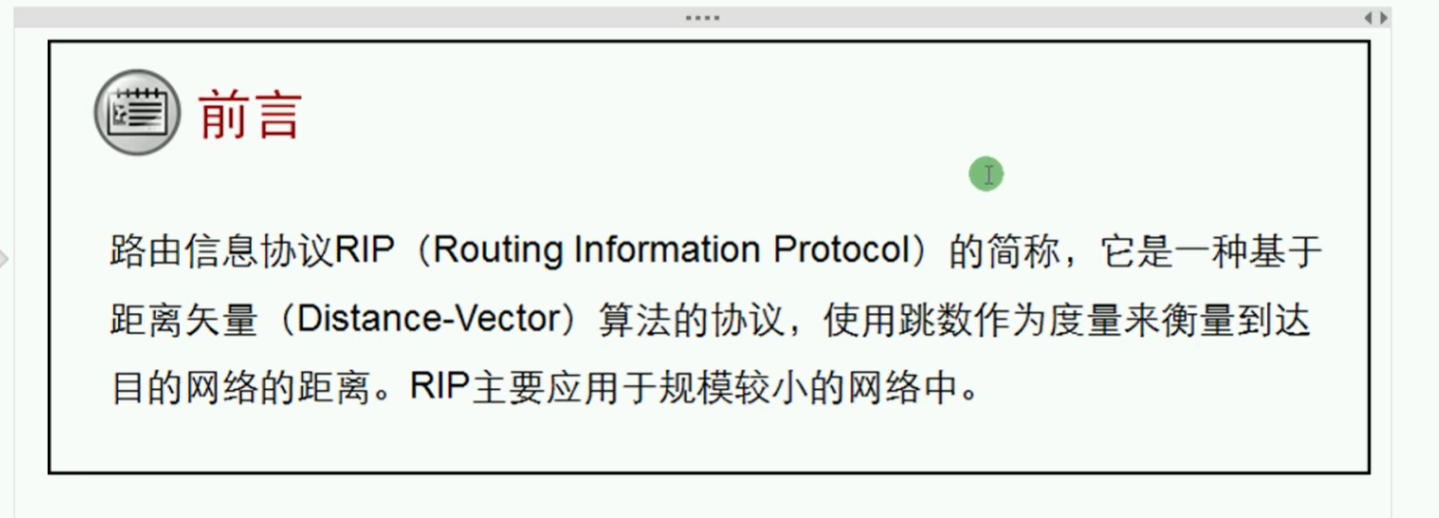 前言
路由信息协议RIP（Routing Information Protocol）的简称，它是一种基于
距离矢量（Distance-Vector）算法的协议，使用跳数作为度量来衡量到达
目的网络的距离。RIP主要应用于规模较小的网络中。